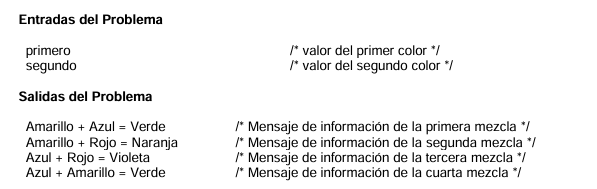 Entradas del Problema
primero /* valor del primer color */
segundo /* valor del segundo color */
Salidas del Problema
Amarillo + Azul = Verde /* Mensaje de información de la primera mezcla */
Amarillo + Rojo = Naranja /* Mensaje de información de la segunda mezcla */
Azul + Rojo = Violeta /* Mensaje de información de la tercera mezcla */
Azul + Amarillo = Verde /* Mensaje de información de la cuarta mezcla */